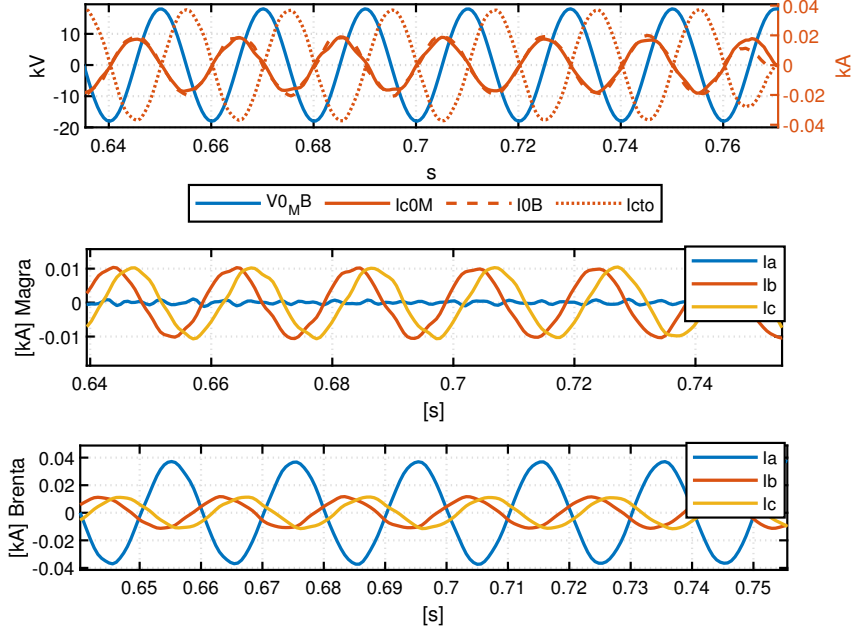 10
0
-10
-20
kV
0.04
0.02
0
-0.02
-0.04
kA
0.64 0.66 0.68 0.7 0.72 0.74 0.76
s
V0MB Ic0M I0B Icto
0.01
0
-0.01
[kA] Magra
Ia
Ib
Ic
0.64 0.66 0.68 0.7 0.72 0.74
[s]
0.04
0.02
0
-0.02
-0.04
[kA] Brenta
Ia
Ib
Ic
0.65 0.66 0.67 0.68 0.69 0.7 0.71 0.72 0.73 0.74 0.75
[s]